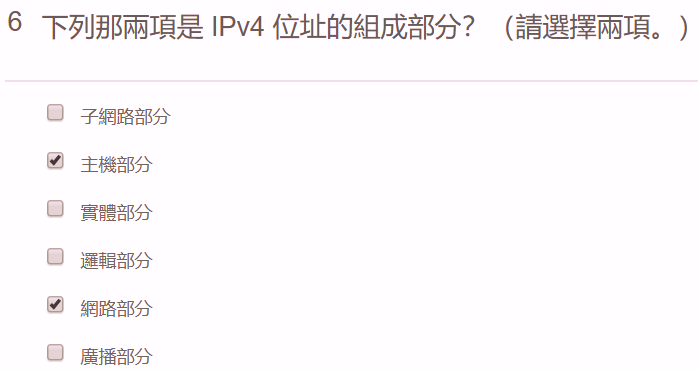 6 下列那兩項是 IPv4 位址的組成部分？（請選擇兩項。）
子網路部分
主機部分
實體部分
邏輯部分
網路部分
廣播部分